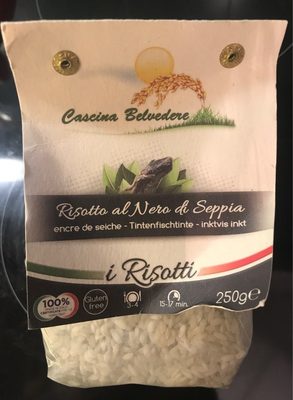 Cascina Belvedere
Risotto al Nero di Seppia
encre de seiche - Tintenfischtinte - inktvis inkt
i Risotti
100%
Gluten
free
3-4
15-17 min.
250g℮